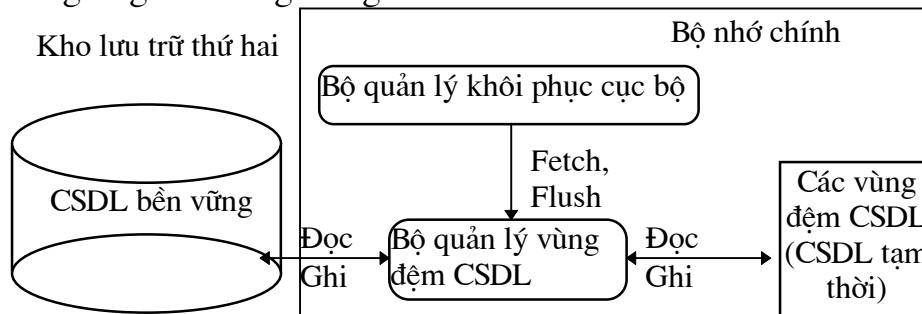 Kho lưu trữ thứ hai
Bộ nhớ chính
Bộ quản lý khôi phục cục bộ
Fetch,
Flush
CSDL bền vững
Đọc
Ghi
Bộ quản lý vùng
đệm CSDL
Đọc
Ghi
Các vùng
đệm CSDL
(CSDL tạm
thời)